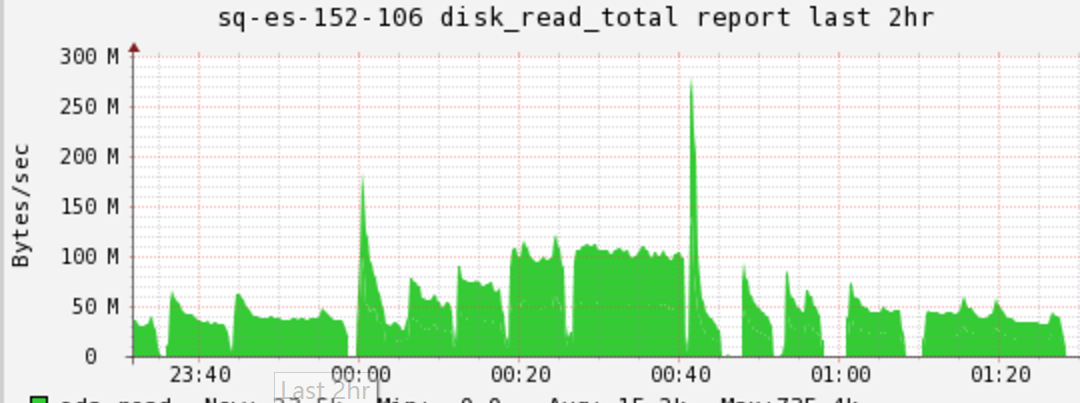 sq-es-152-106 disk_read_total report last 2hr
300 M
250 M
200 M
150 M
100 M
50 M
0
Bytes/sec
23:40 00:00 00:20 00:40 01:00 01:20
Last 2hr